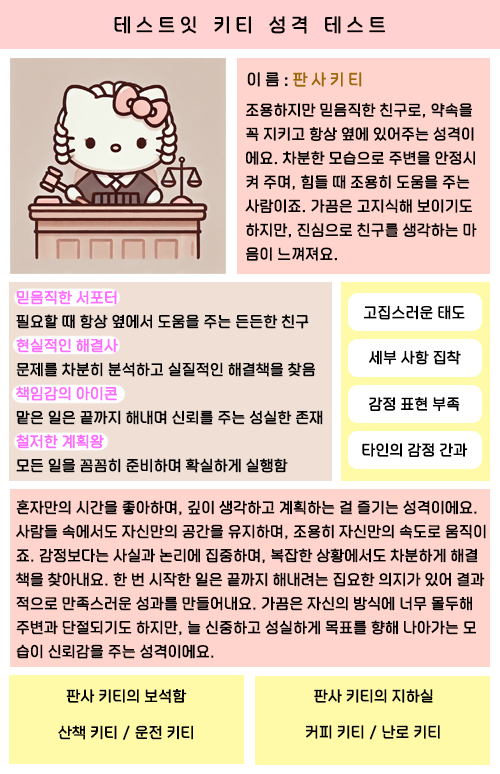 테스트잇 키티 성격 테스트
이름 : 판사키티
조용하지만 믿음직한 친구로, 약속을
꼭 지키고 항상 옆에 있어주는 성격이
에요. 차분한 모습으로 주변을 안정시
켜 주며, 힘들 때 조용히 도움을 주는
사람이죠. 가끔은 고지식해 보이기도
하지만, 진심으로 친구를 생각하는 마
음이 느껴져요.
믿음직한 서포터
필요할 때 항상 옆에서 도움을 주는 든든한 친구
현실적인 해결사
문제를 차분히 분석하고 실질적인 해결책을 찾음
책임감의 아이콘
맡은 일은 끝까지 해내며 신뢰를 주는 성실한 존재
철저한 계획왕
모든 일을 꼼꼼히 준비하며 확실하게 실행함
고집스러운 태도
세부 사항 집착
감정 표현 부족
타인의 감정 간과
혼자만의 시간을 좋아하며, 깊이 생각하고 계획하는 걸 즐기는 성격이에요.
사람들 속에서도 자신만의 공간을 유지하며, 조용히 자신만의 속도로 움직이
죠. 감정보다는 사실과 논리에 집중하며, 복잡한 상황에서도 차분하게 해결
책을 찾아내요. 한 번 시작한 일은 끝까지 해내려는 집요한 의지가 있어 결과
적으로 만족스러운 성과를 만들어내요. 가끔은 자신의 방식에 너무 몰두해
주변과 단절되기도 하지만, 늘 신중하고 성실하게 목표를 향해 나아가는 모
습이 신뢰감을 주는 성격이에요.
판사 키티의 보석함
산책 키티 / 운전 키티
판사 키티의 지하실
커피 키티 / 난로 키티